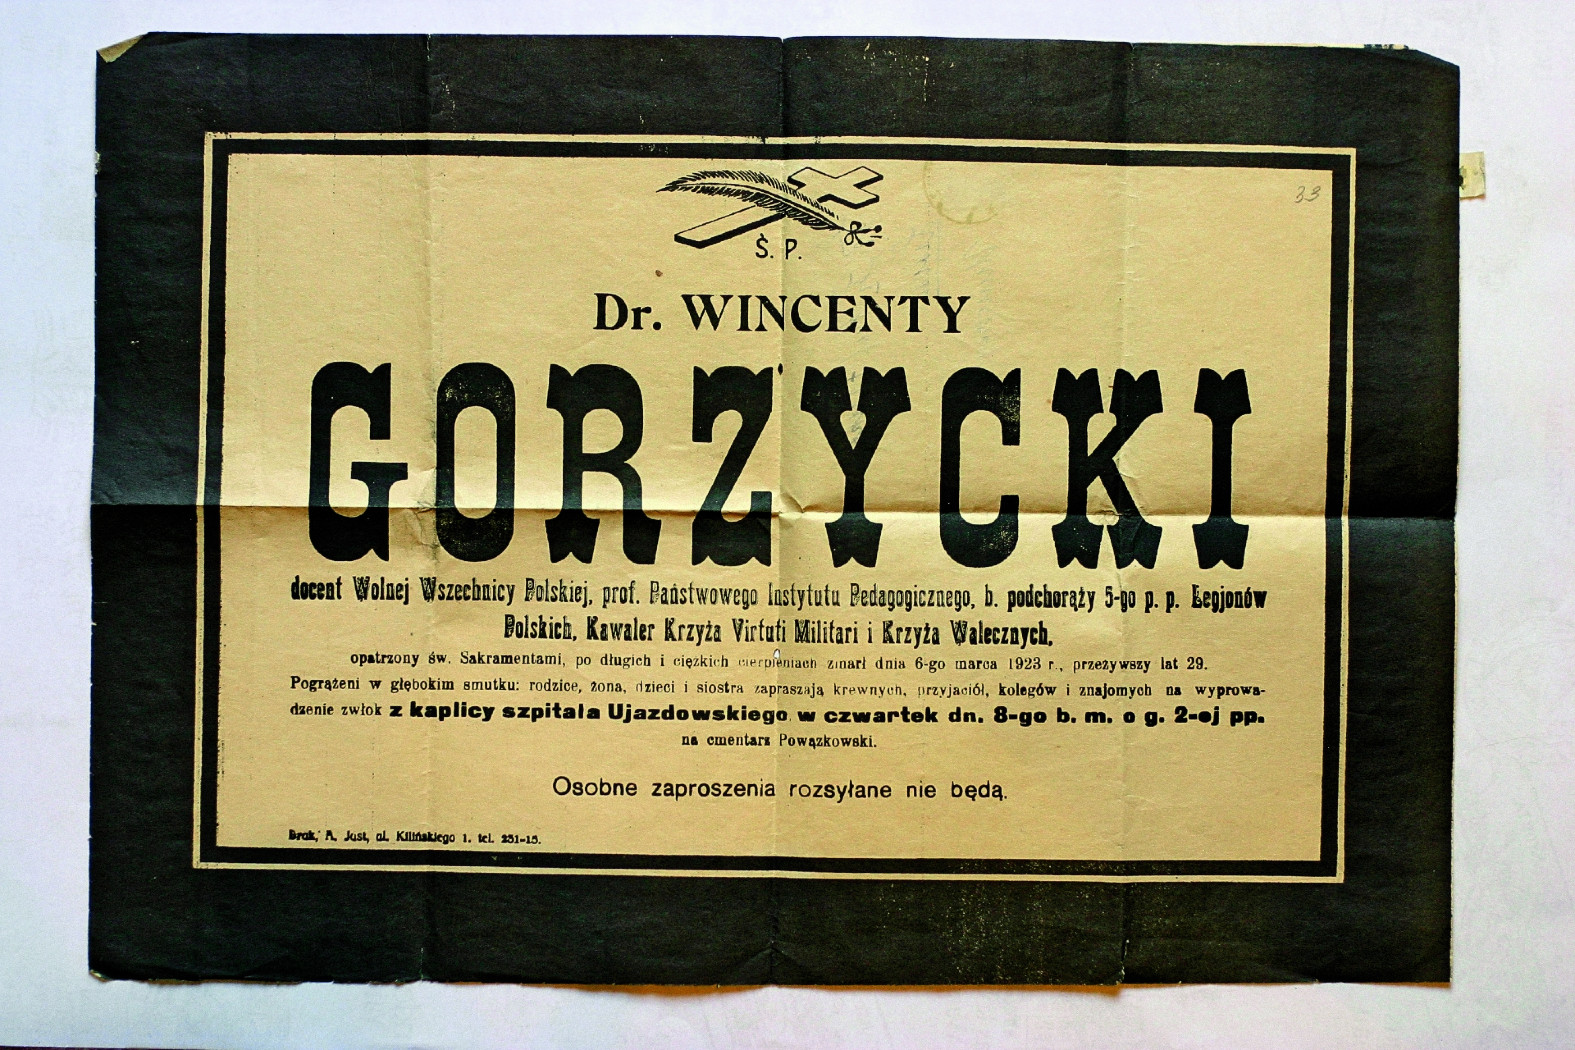 33
Ś. P.
Dr. WINCENTY
GORZYCKI
docent Wolnej Wszechnicy Polskiej, prof. Państwowego Instytutu Pedagogicznego, b. podchorąży 5-go p. p. Legjonów
Polskich, Kawaler Krzyża Virtuti Militari i Krzyża Walecznych,
opatrzony św. Sakramentami, po długich i ciężkich cierpieniach zmarł dnia 6-go marca 1923 r., przeżywszy lat 29.
Pogrążeni w głębokim smutku: rodzice, żona, dzieci i siostra zapraszają krewnych, przyjaciół, kolegów i znajomych na wyprowa-
dzenie zwłok z kaplicy szpitala Ujazdowskiego w czwartek dn. 8-go b. m. o g. 2-ej pp.
na cmentarz Powązkowski.
Osobne zaproszenia rozsyłane nie będą.
Druk, A. Just, ul. Kilińskiego 1. tel. 251-15.